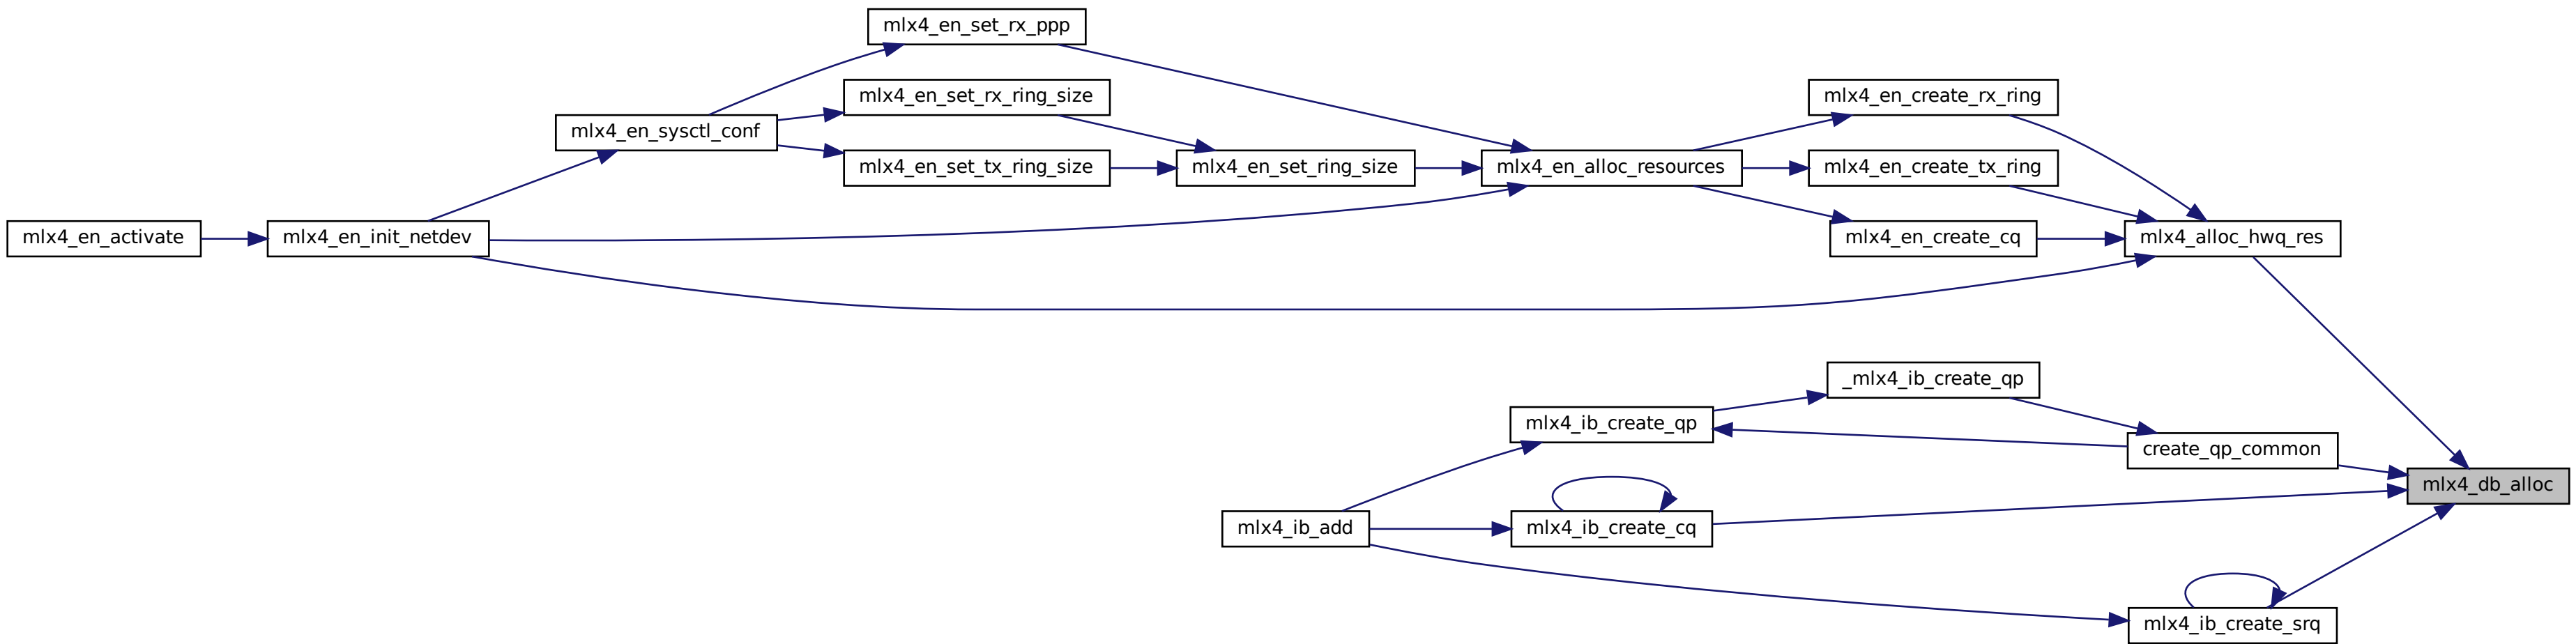 mlx4_en_set_rx_ppp
mlx4_en_set_rx_ring_size
mlx4_en_create_rx_ring
mlx4_en_sysctl_conf
mlx4_en_set_tx_ring_size
mlx4_en_set_ring_size
mlx4_en_alloc_resources
mlx4_en_create_tx_ring
mlx4_en_activate
mlx4_en_init_netdev
mlx4_en_create_cq
mlx4_alloc_hwq_res
_mlx4_ib_create_qp
mlx4_ib_create_qp
create_qp_common
mlx4_db_alloc
mlx4_ib_add
mlx4_ib_create_cq
mlx4_ib_create_srq